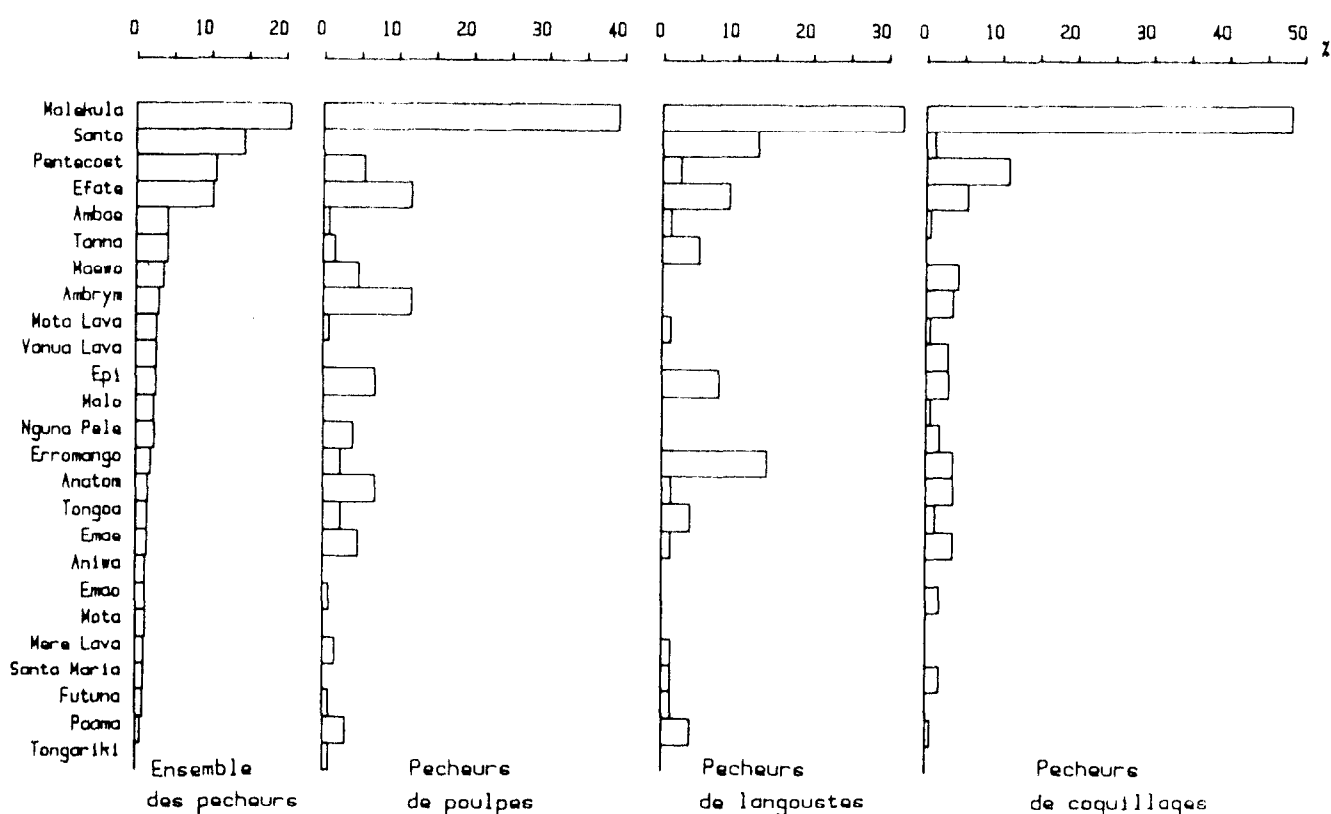 0 10 20 0 10 20 30 40 0 10 20 30 0 10 20 30 40 50 %
Malekula
Santo
Pentecost
Efate
Ambae
Tanna
Maewo
Ambrym
Mota Lava
Vanua Lava
Epi
Malo
Nguna Pele
Erromango
Anatom
Tongoa
Emae
Aniwa
Emao
Mota
Mere Lava
Santa Maria
Futuna
Paama
Tongariki
Ensemble
des pecheurs
Pecheurs
de poulpes
Pecheurs
de langoustes
Pecheurs
de coquillages